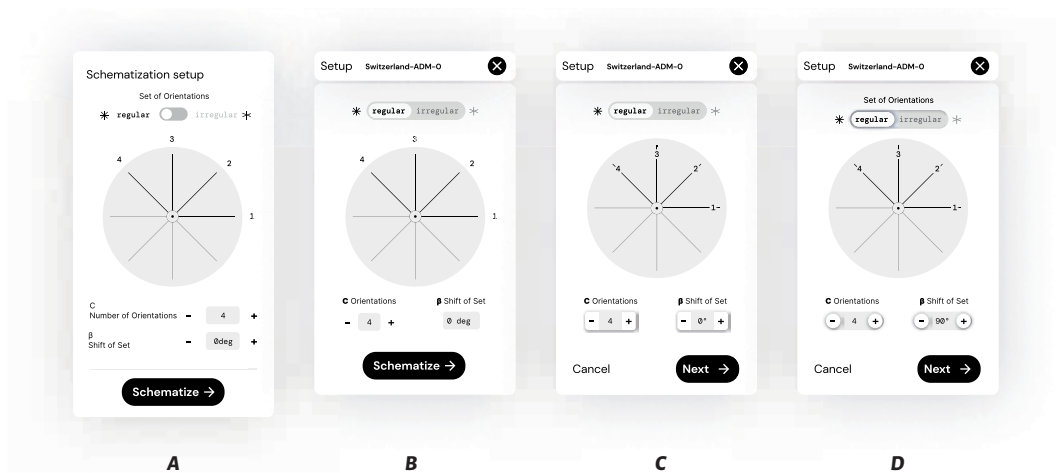 Schematization setup
Set of Orientations
regular irregular
3
4 2
1
C
Number of Orientations - 4 +
β
Shift of Set - 0deg +
Schematize →
A
Setup Switzerland-ADM-0
regular irregular
3
4 2
1
C Orientations β Shift of Set
- 4 + 0 deg
Schematize →
B
Setup Switzerland-ADM-0
regular irregular
3
4 2
1
C Orientations β Shift of Set
- 4 + - 0° +
Cancel Next →
C
Setup Switzerland-ADM-0
Set of Orientations
regular irregular
3
4 2
1
C Orientations β Shift of Set
- 4 + - 90° +
Cancel Next →
D